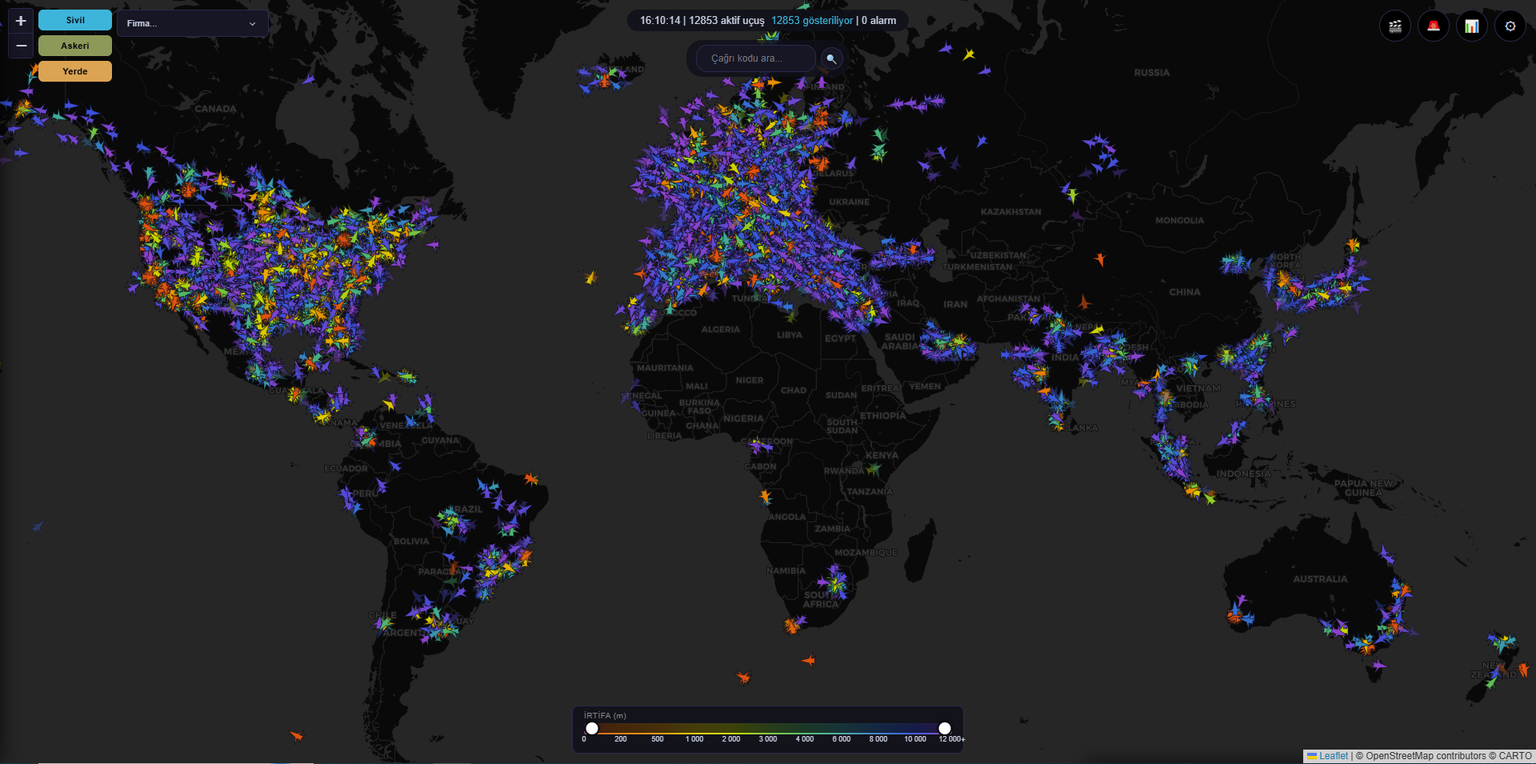 +
−
Sivil
Askeri
Yerde
Firma...
16:10:14 | 12853 aktif uçuş 12853 gösteriliyor | 0 alarm
Çağrı kodu ara...
CANADA
RUSSIA
FINLAND
UKRAINE
KAZAKHSTAN
MONGOLIA
UZBEKISTAN
TURKMENISTAN
NORTH
KOREA
CHINA
IRAQ
IRAN
AFGHANISTAN
ALGERIA
LIBYA
EGYPT
SAUDI
ARABIA
INDIA
MAURITANIA
MALI
NIGER
CHAD
SUDAN
ERITREA
YEMEN
VIETNAM
GUINEA
BURKINA
FASO
NIGERIA
SOUTH
SUDAN
ETHIOPIA
LIBERIA
GHANA
VENEZUELA
GUYANA
ECUADOR
GABON
RWANDA
KENYA
INDONESIA
PERU
BRAZIL
TANZANIA
PAPUA NEW
GUINEA
ANGOLA
BOLIVIA
ZAMBIA
MOZAMBIQUE
NAMIBIA
AUSTRALIA
SOUTH
AFRICA
CHILE
NEW
ZEALAND
İRTİFA (m)
0 200 500 1 000 2 000 3 000 4 000 6 000 8 000 10 000 12 000+
Leaflet | © OpenStreetMap contributors © CARTO